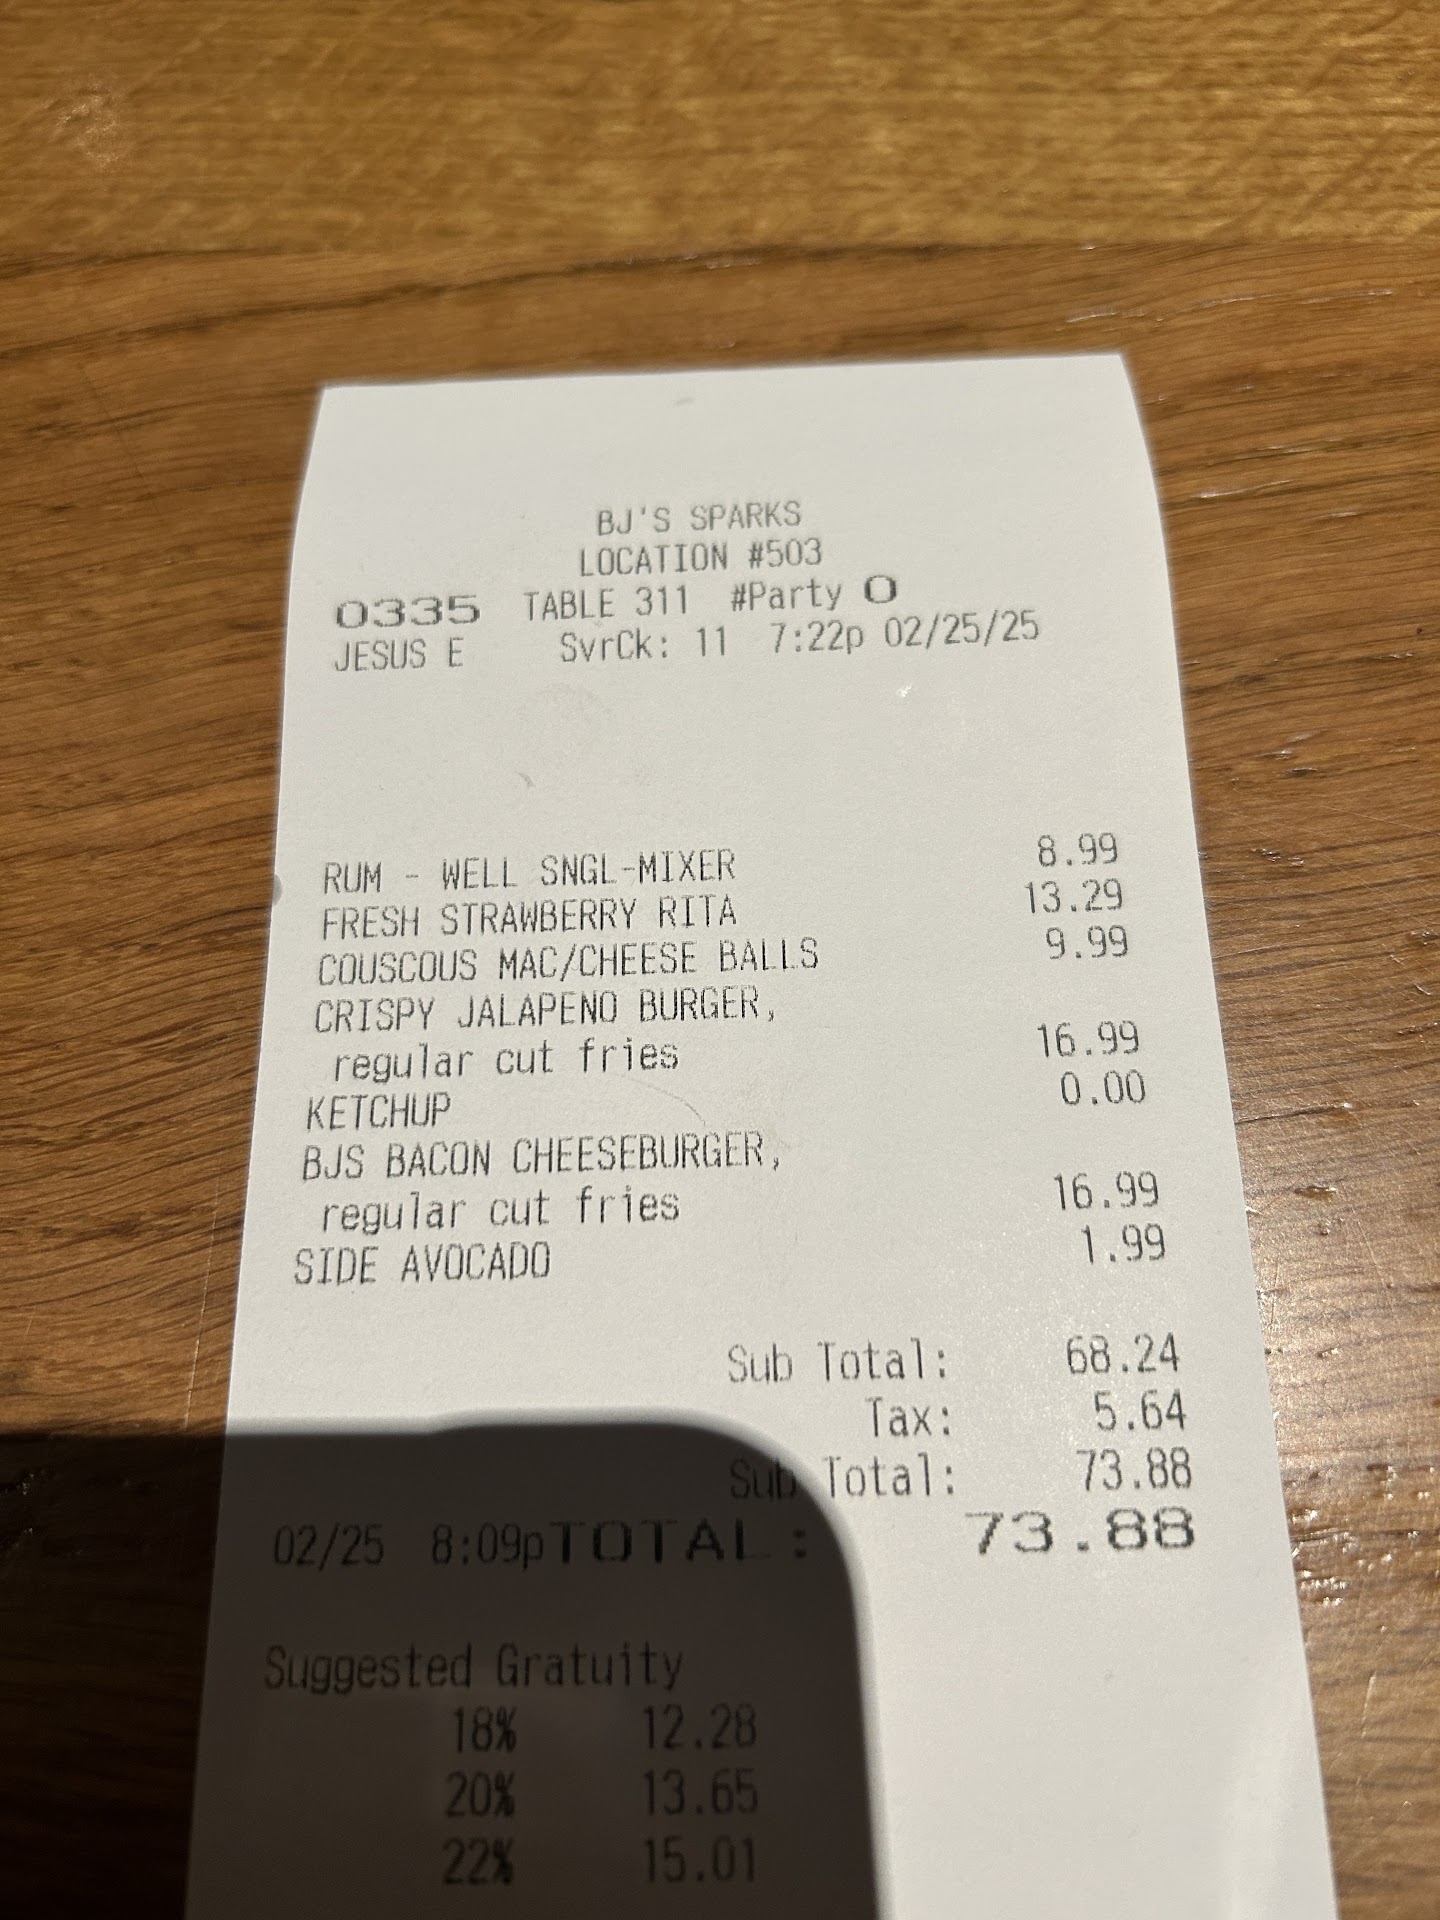 BJ'S SPARKS
LOCATION #503
0335 TABLE 311 #Party 0
JESUS E SvrCk: 11 7:22p 02/25/25
RUM - WELL SNGL-MIXER 8.99
FRESH STRAWBERRY RITA 13.29
COUSCOUS MAC/CHEESE BALLS 9.99
CRISPY JALAPENO BURGER,
regular cut fries 16.99
KETCHUP 0.00
BJS BACON CHEESEBURGER,
regular cut fries 16.99
SIDE AVOCADO 1.99
Sub Total: 68.24
Tax: 5.64
Sub Total: 73.88
02/25 8:09pTOTAL: 73.88
Suggested Gratuity
18% 12.28
20% 13.65
22% 15.01